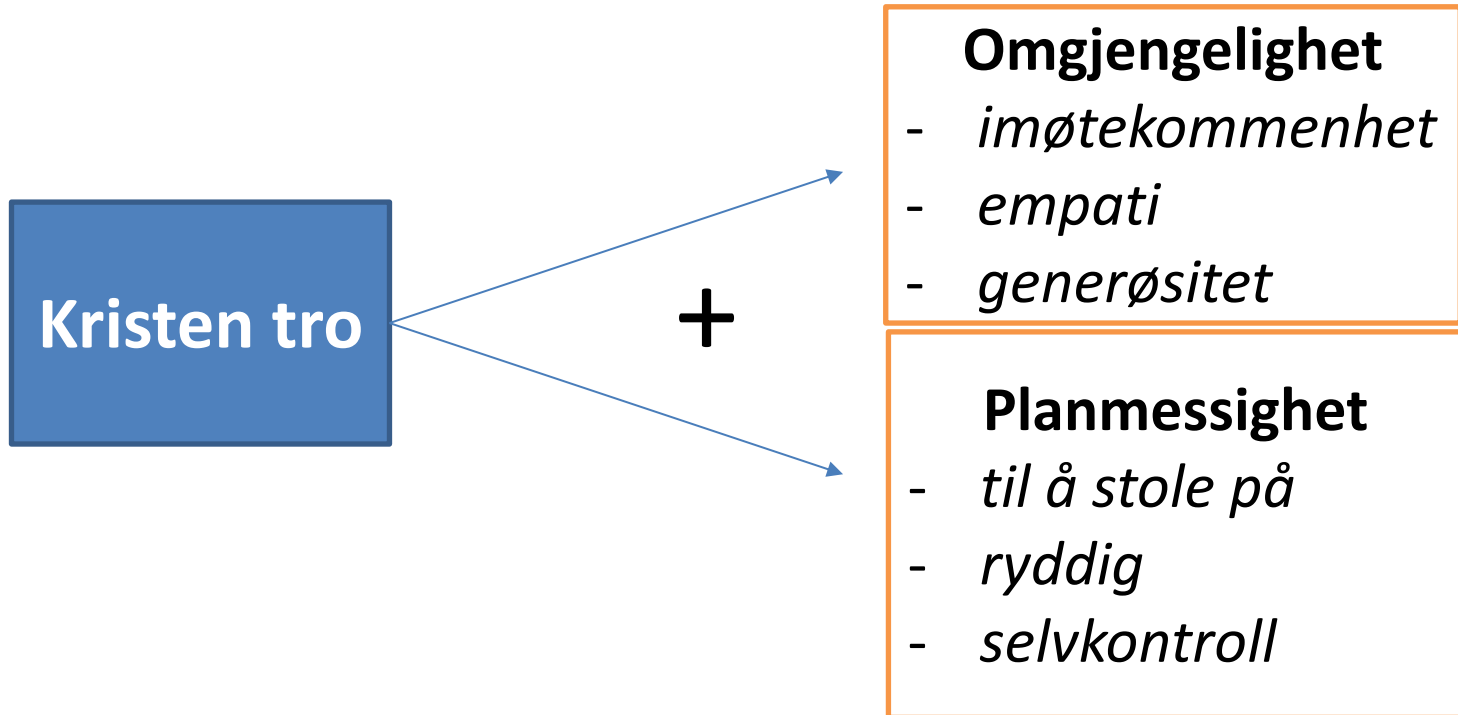 Kristen tro
+
Omgjengelighet
- imøtekommenhet
- empati
- generøsitet
Planmessighet
- til å stole på
- ryddig
- selvkontroll